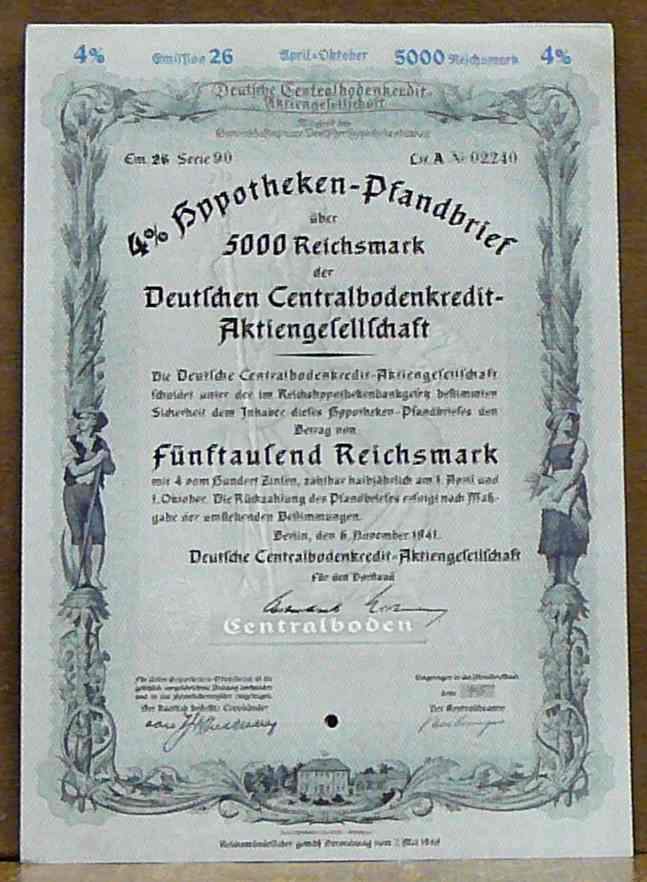 4% Emission 26 April-Oktober 5000 Reichsmark 4%
Deutsche Centralbodenkredit-
Aktiengesellschaft
Em. 26 Serie 90 Lit. A № 02240
4% Hypotheken-Pfandbrief
über
5000 Reichsmark
der
Deutschen Centralbodenkredit-
Aktiengesellschaft
Die Deutsche Centralbodenkredit-Aktiengesellschaft
schuldet unter der im Reichshypothekenbankgesetz bestimmten
Sicherheit dem Inhaber dieses Hypotheken-Pfandbriefes den
Betrag von
Fünftausend Reichsmark
mit 4 vom Hundert Zinsen, zahlbar halbjährlich am 1. April und
1. Oktober. Die Rückzahlung des Pfandbriefes erfolgt nach Maß-
gabe der umstehenden Bestimmungen.
Berlin, den 6. November 1941.
Deutsche Centralbodenkredit-Aktiengesellschaft
Für den Vorstand
Centralboden